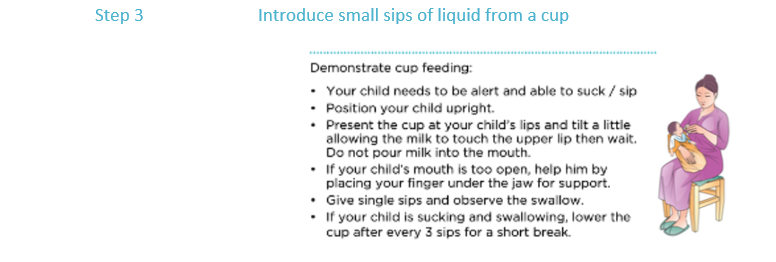 Step 3 Introduce small sips of liquid from a cup
Demonstrate cup feeding:
• Your child needs to be alert and able to suck / sip
• Position your child upright.
• Present the cup at your child's lips and tilt a little
allowing the milk to touch the upper lip then wait.
Do not pour milk into the mouth.
• If your child's mouth is too open, help him by
placing your finger under the jaw for support.
• Give single sips and observe the swallow.
• If your child is sucking and swallowing, lower the
cup after every 3 sips for a short break.